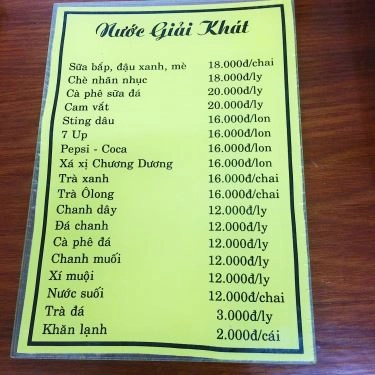 Nước Giải Khát
Sữa bắp, đậu xanh, mè 18.000đ/chai
Chè nhãn nhục 18.000đ/ly
Cà phê sữa đá 20.000đ/ly
Cam vắt 20.000đ/ly
Sting dâu 16.000đ/lon
7 Up 16.000đ/lon
Pepsi - Coca 16.000đ/lon
Xá xị Chương Dương 16.000đ/lon
Trà xanh 16.000đ/chai
Trà Ôlong 16.000đ/chai
Chanh dây 12.000đ/ly
Đá chanh 12.000đ/ly
Cà phê đá 12.000đ/ly
Chanh muối 12.000đ/ly
Xí muội 12.000đ/ly
Nước suối 12.000đ/chai
Trà đá 3.000đ/ly
Khăn lạnh 2.000đ/cái